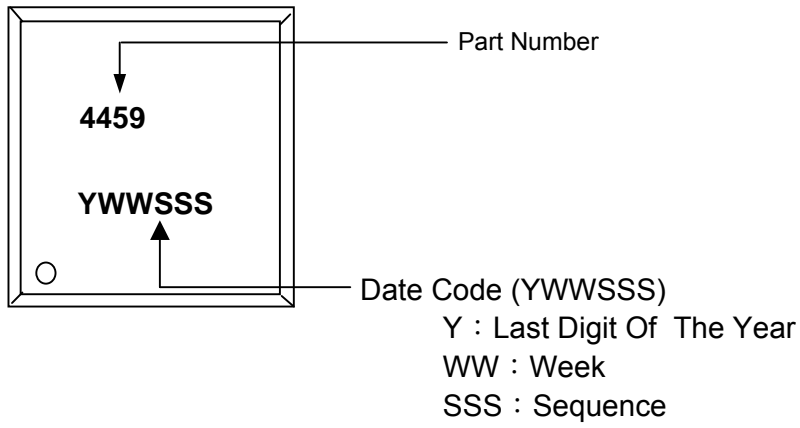 Part Number
4459
YWWSSS
Date Code (YWWSSS)
Y：Last Digit Of The Year
WW：Week
SSS：Sequence